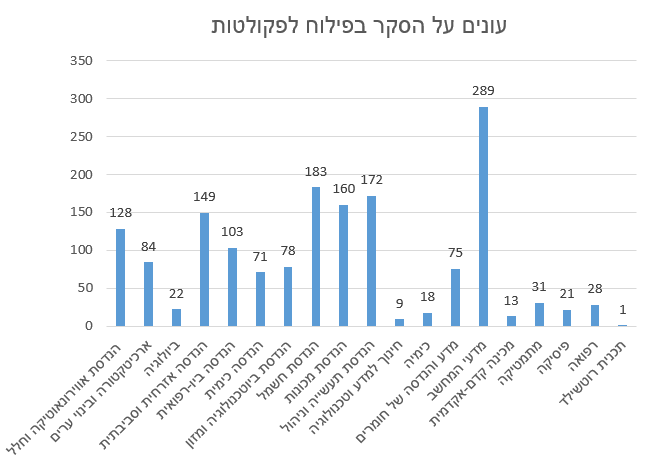 עונים על הסקר בפילוח לפקולטות
350
300
250
200
150
100
50
0
128
84
22
149
103
71
78
183
160
172
9
18
75
289
13
31
21
28
1
הנדסת אווירונאוטיקה וחלל
ארכיטקטורה ובינוי ערים
ביולוגיה
הנדסה אזרחית וסביבתית
הנדסה ביו-רפואית
הנדסה כימית
הנדסת ביוטכנולוגיה ומזון
הנדסת חשמל
הנדסת מכונות
הנדסת תעשייה וניהול
חינוך למדע וטכנולוגיה
כימיה
מדע והנדסה של חומרים
מדעי המחשב
מכינה קדם-אקדמית
מתמטיקה
פיסיקה
רפואה
תכנית רוטשילד